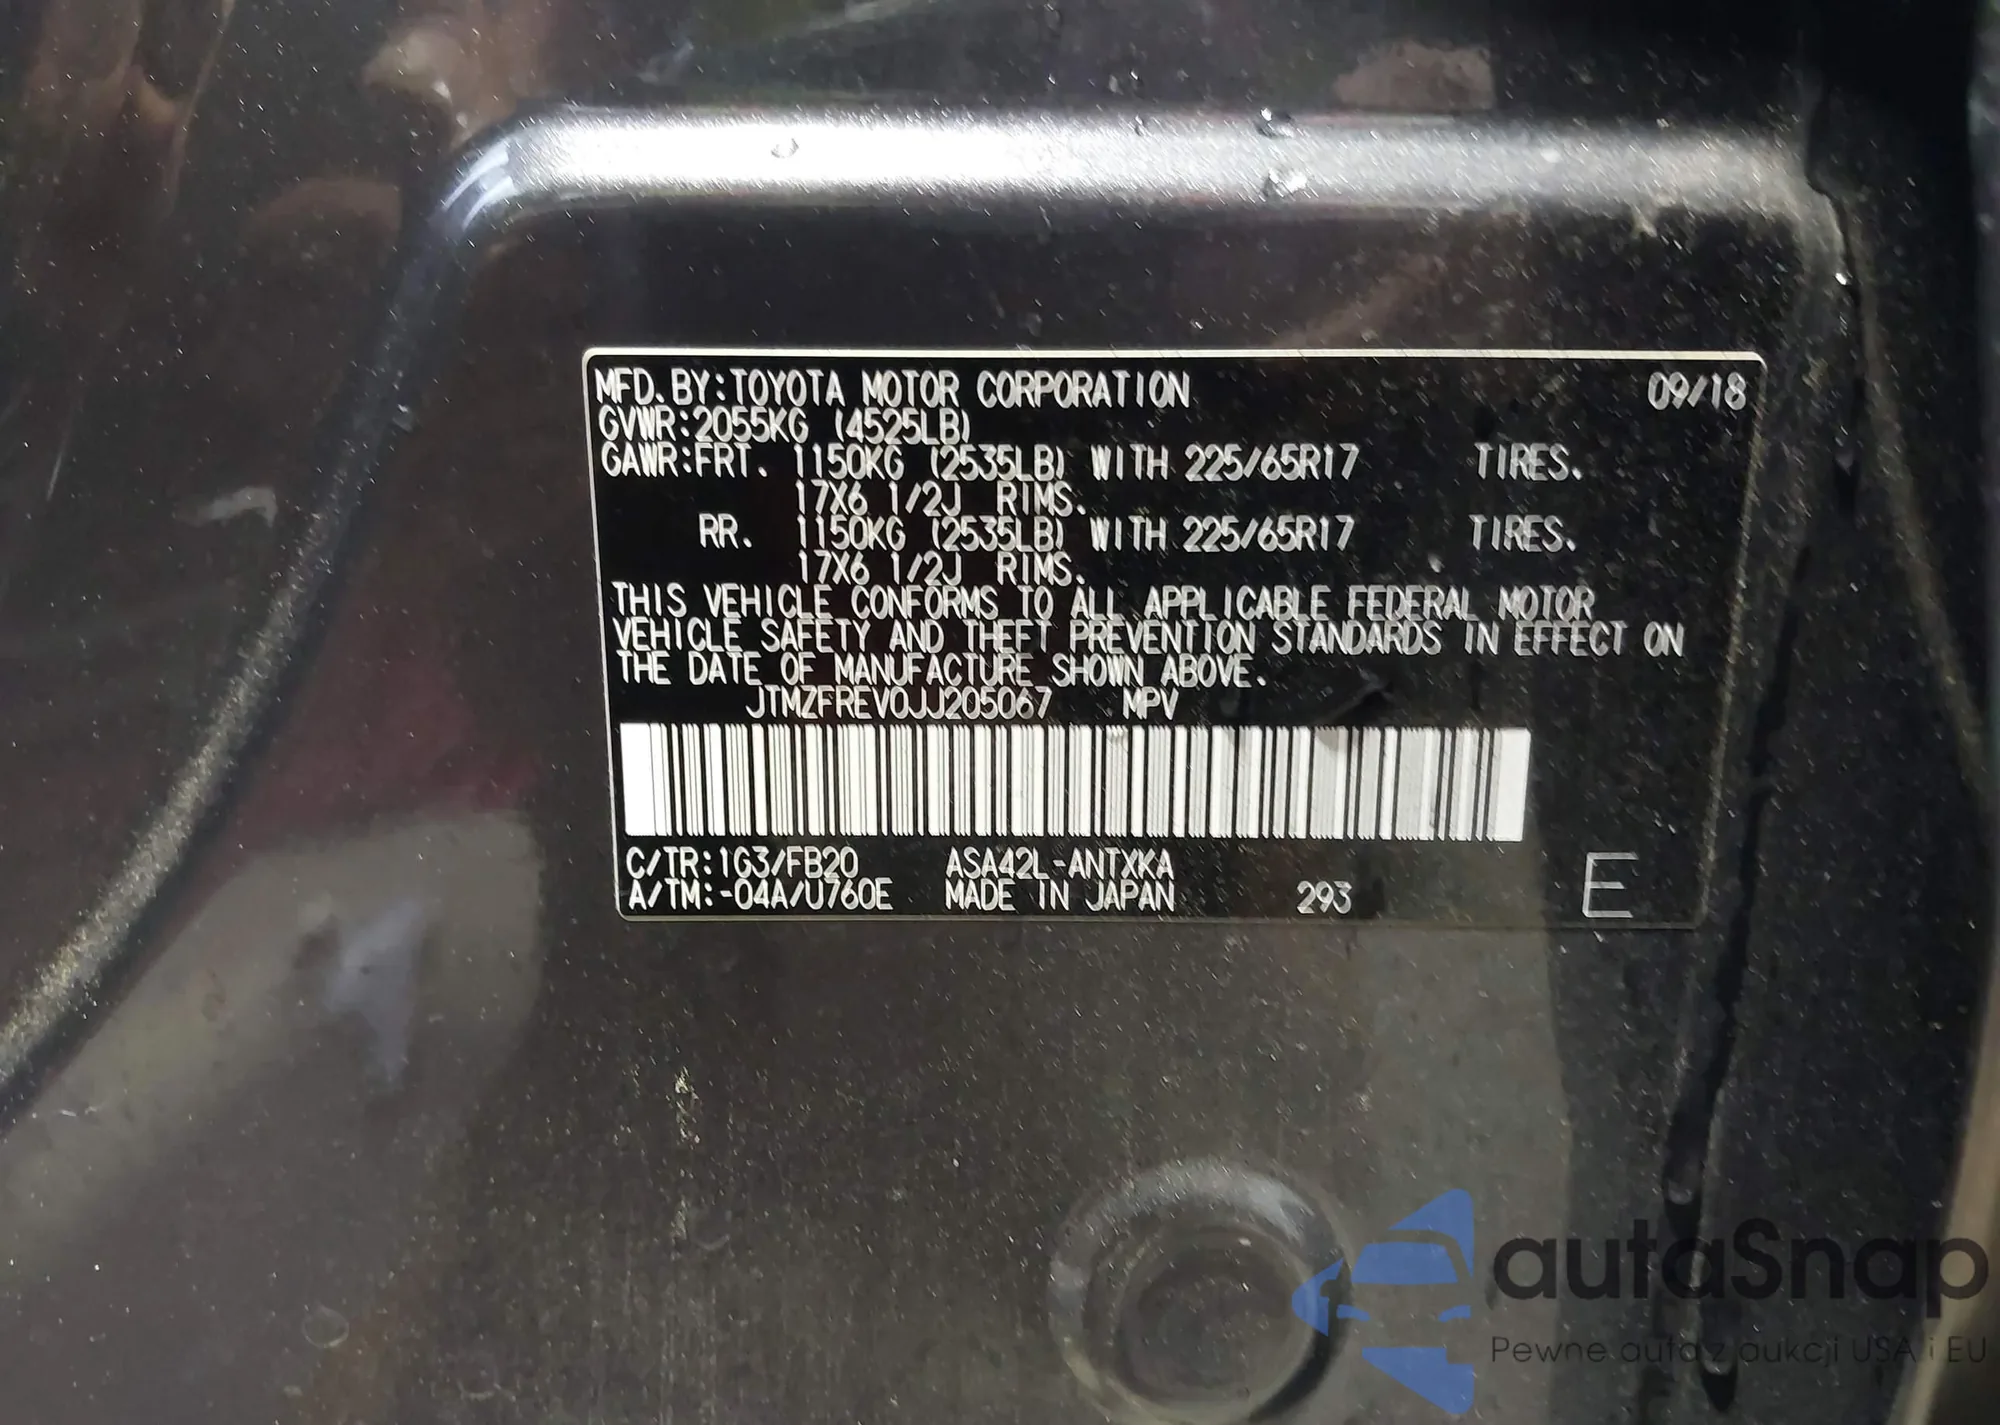 MFD.BY:TOYOTA MOTOR CORPORATION 09/18
GVWR:2055KG (4525LB)
GAWR:FRT. 1150KG (2535LB) WITH 225/65R17 TIRES.
17X6 1/2J RIMS.
RR. 1150KG (2535LB) WITH 225/65R17 TIRES.
17X6 1/2J RIMS.
THIS VEHICLE CONFORMS TO ALL APPLICABLE FEDERAL MOTOR
VEHICLE SAFETY AND THEFT PREVENTION STANDARDS IN EFFECT ON
THE DATE OF MANUFACTURE SHOWN ABOVE.
JTMZFREV0JJ205067 MPV
C/TR:1G3/FB20 ASA42L-ANTXKA
A/TM:-04A/U760E MADE IN JAPAN 293 E
autaSnap
Pewne auta z aukcji USA i EU